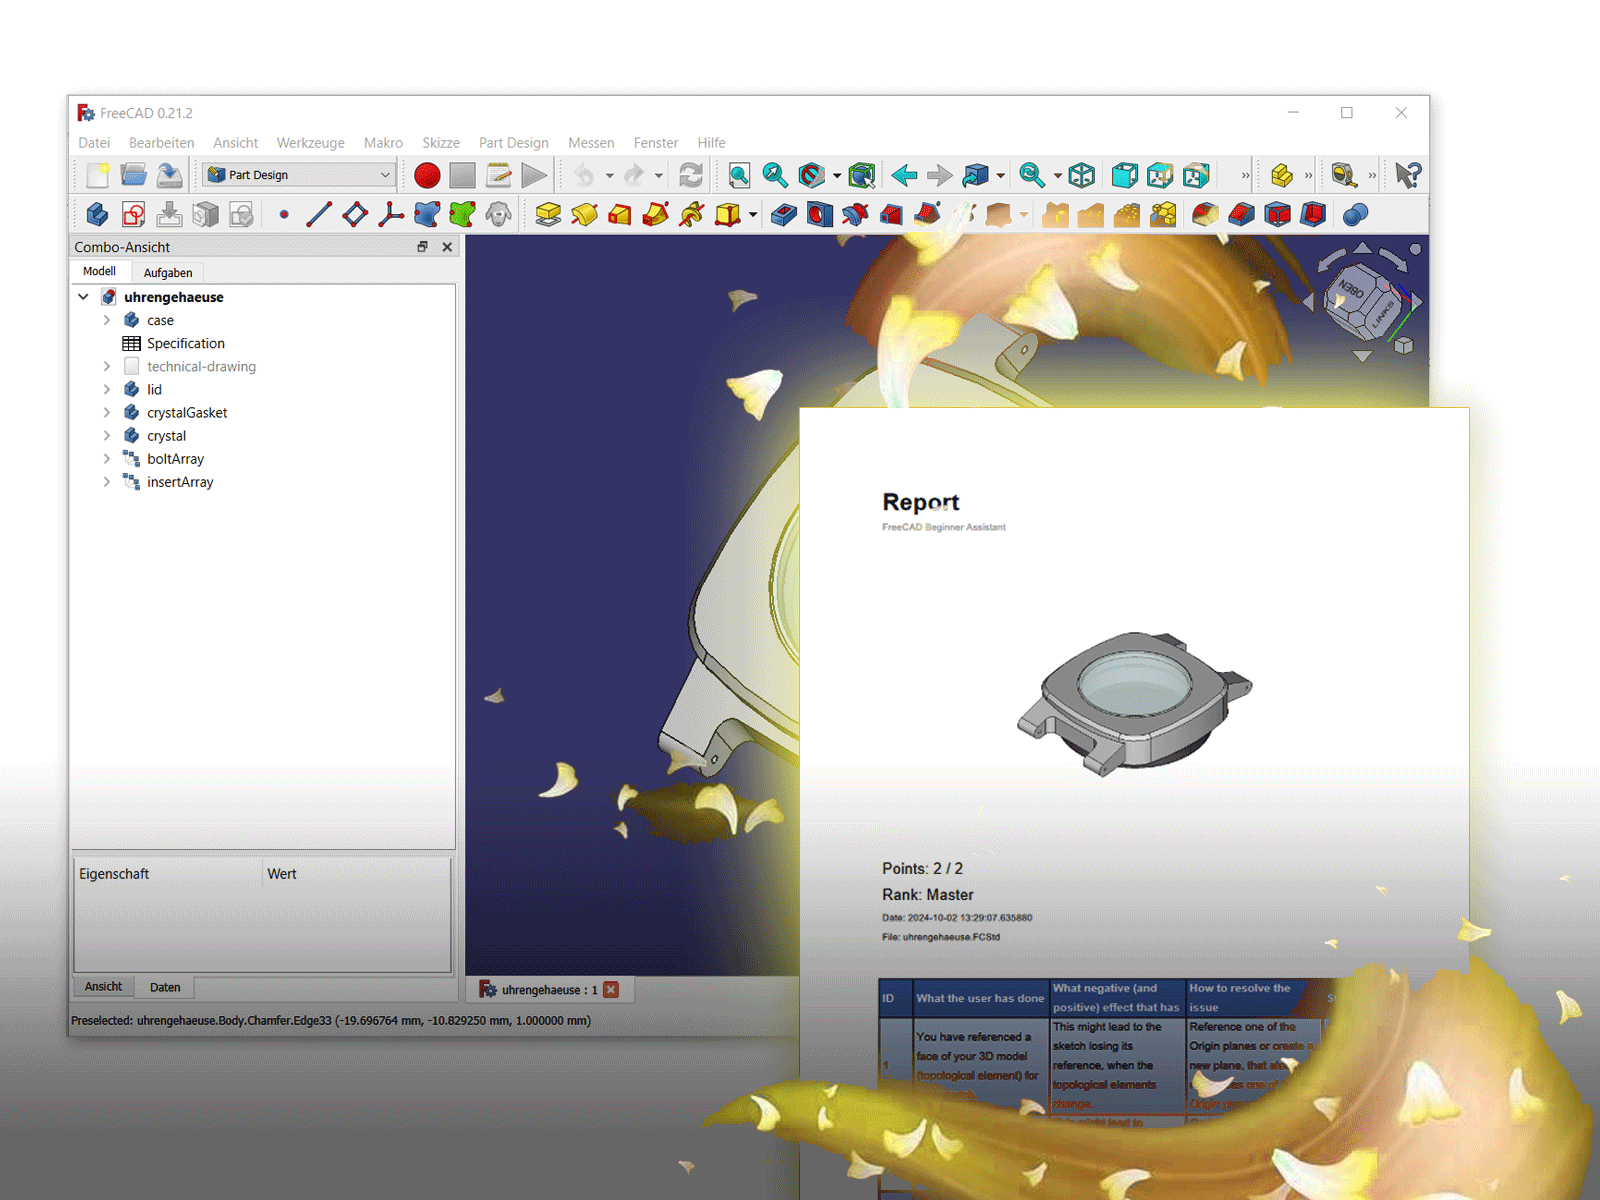 FreeCAD 0.21.2
Datei Bearbeiten Ansicht Werkzeuge Makro Skizze Part Design Messen Fenster Hilfe
Part Design
Combo-Ansicht
Modell Aufgaben
uhrengehaeuse
case
Specification
technical-drawing
lid
crystalGasket
crystal
boltArray
insertArray
OBEN
LINKS
Eigenschaft Wert
Ansicht Daten
uhrengehaeuse : 1
Preselected: uhrengehaeuse.Body.Chamfer.Edge33 (-19.696764 mm, -10.829250 mm, 1.000000 mm)
Report
FreeCAD Beginner Assistant
Points: 2 / 2
Rank: Master
Date: 2024-10-02 13:29:07.635880
File: uhrengehaeuse.FCStd
ID
What the user has done
What negative (and
positive) effect that has
How to resolve the
issue
1
You have referenced a
face of your 3D model
(topological element) for
This might lead to the
sketch losing its
reference, when the
topological elements
change.
This might lead to
Reference one of the
Origin planes or create a
new plane, that
as one of
Origin